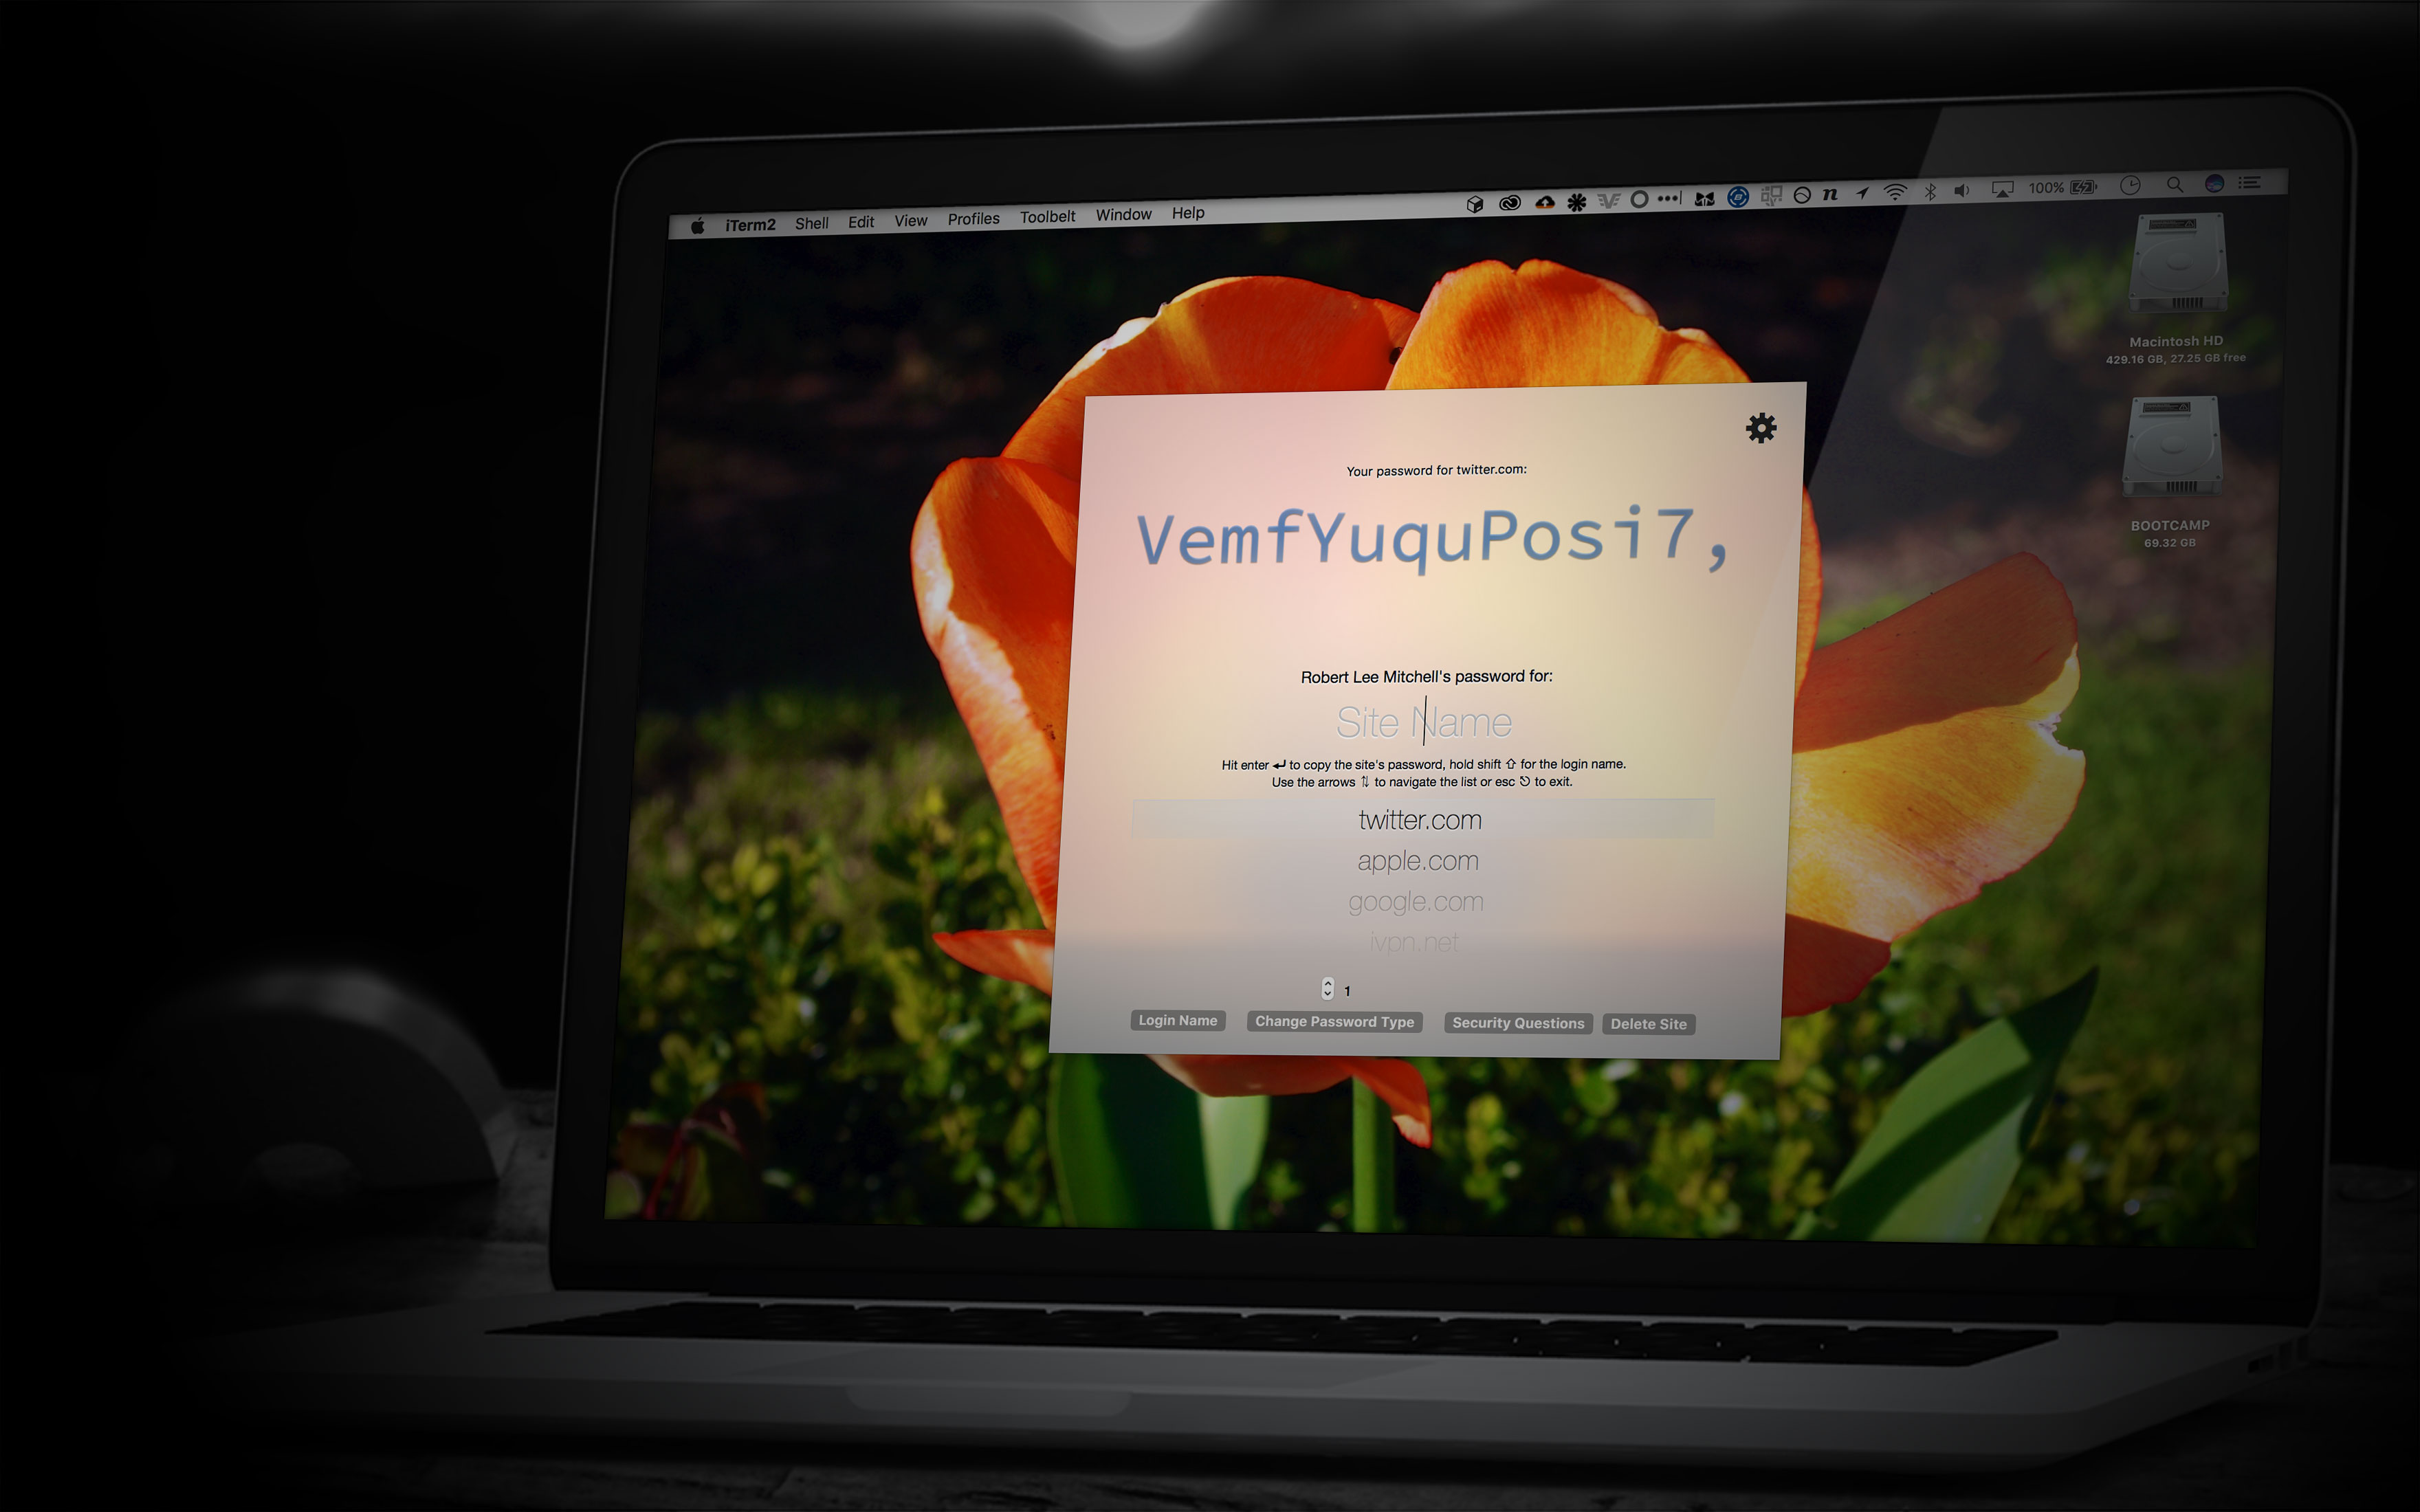 iTerm2 Shell Edit View Profiles Toolbelt Window Help 100%
Macintosh HD
429.16 GB, 27.25 GB free
BOOTCAMP
69.32 GB
Your password for twitter.com:
VemfYuquPosi7,
Robert Lee Mitchell's password for:
Site Name
Hit enter ↩ to copy the site's password, hold shift ⇧ for the login name.
Use the arrows ⇅ to navigate the list or esc ⎋ to exit.
twitter.com
apple.com
google.com
ivpn.net
1
Login Name Change Password Type Security Questions Delete Site